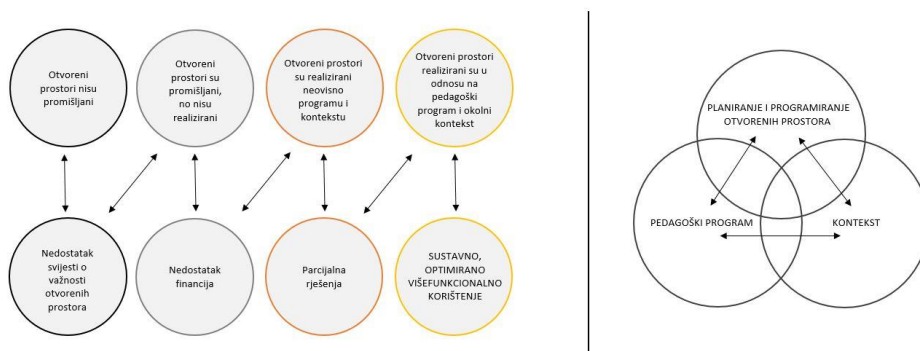 Otvoreni
prostori nisu
promišljani
Otvoreni
prostori su
promišljani,
no nisu
realizirani
Otvoreni prostori
su realizirani
neovisno
programu i
kontekstu
Otvoreni prostori
realizirani su u
odnosu na
pedagoški
program i okolni
kontekst
Nedostatak
svijesti o
važnosti
otvorenih
prostora
Nedostatak
financija
Parcijalna
rješenja
SUSTAVNO,
OPTIMIRANO
VIŠEFUNKCIONALNO
KORIŠTENJE
PLANIRANJE I PROGRAMIRANJE
OTVORENIH PROSTORA
PEDAGOŠKI PROGRAM
KONTEKST